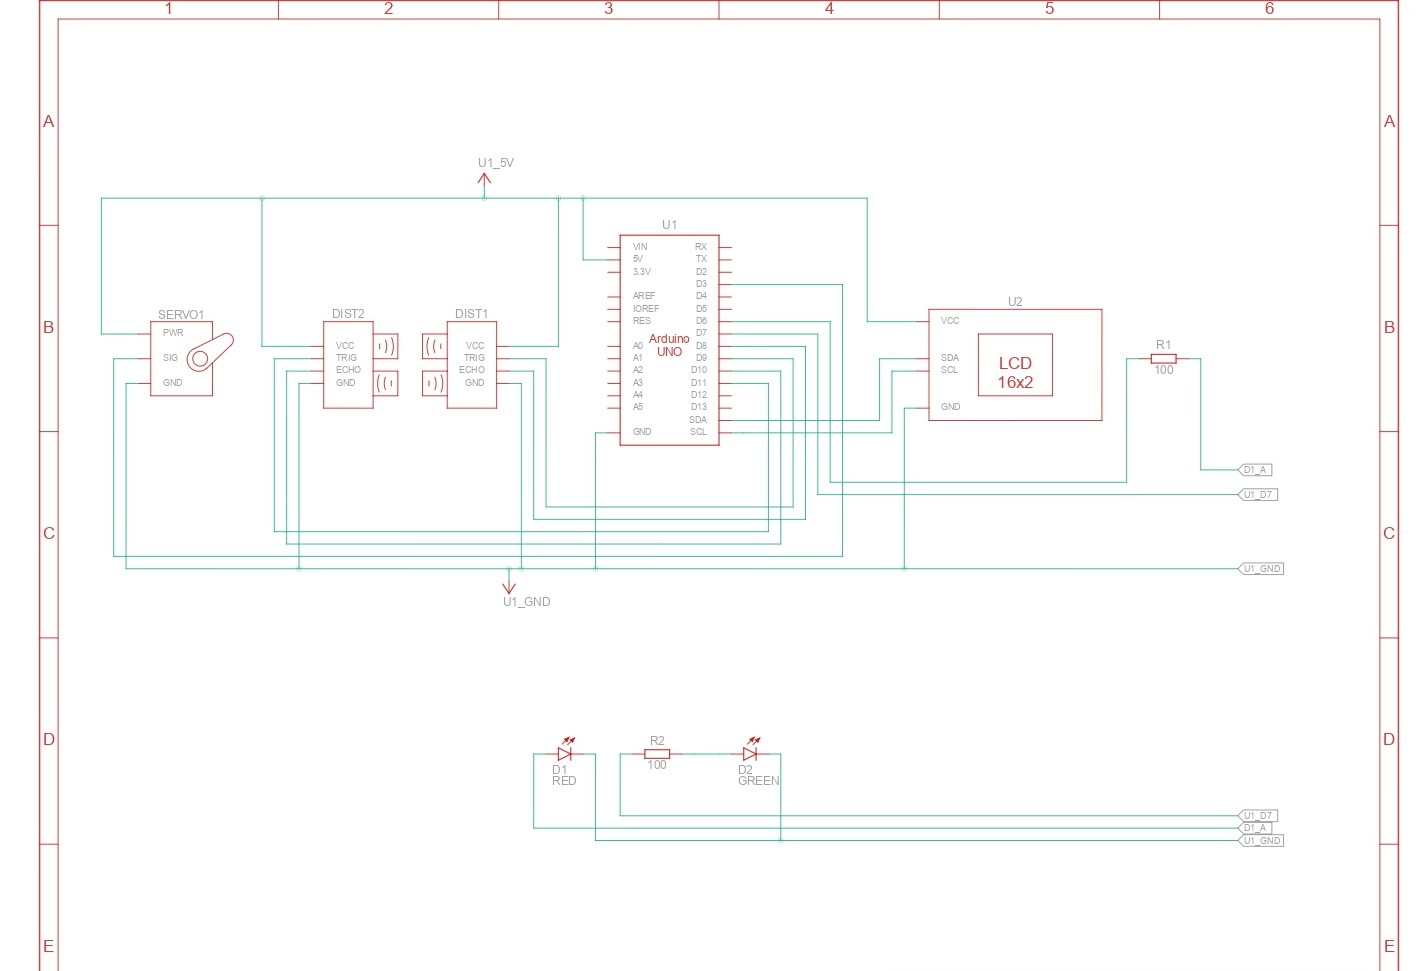 1 2 3 4 5 6
A A
U1_5V
U1
B B
SERVO1
PWR
SIG
GND
DIST2
VCC
TRIG
ECHO
GND
DIST1
VCC
TRIG
ECHO
GND
VIN
5V
3.3V
AREF
IOREF
RES
A0
A1
A2
A3
A4
A5
GND
Arduino
UNO
RX
TX
D2
D3
D4
D5
D6
D7
D8
D9
D10
D11
D12
D13
SDA
SCL
U2
VCC
SDA
SCL
GND
LCD
16x2
R1
100
D1_A
U1_D7
C C
U1_GND
U1_GND
D D
D1
RED
R2
100
D2
GREEN
U1_D7
D1_A
U1_GND
E E